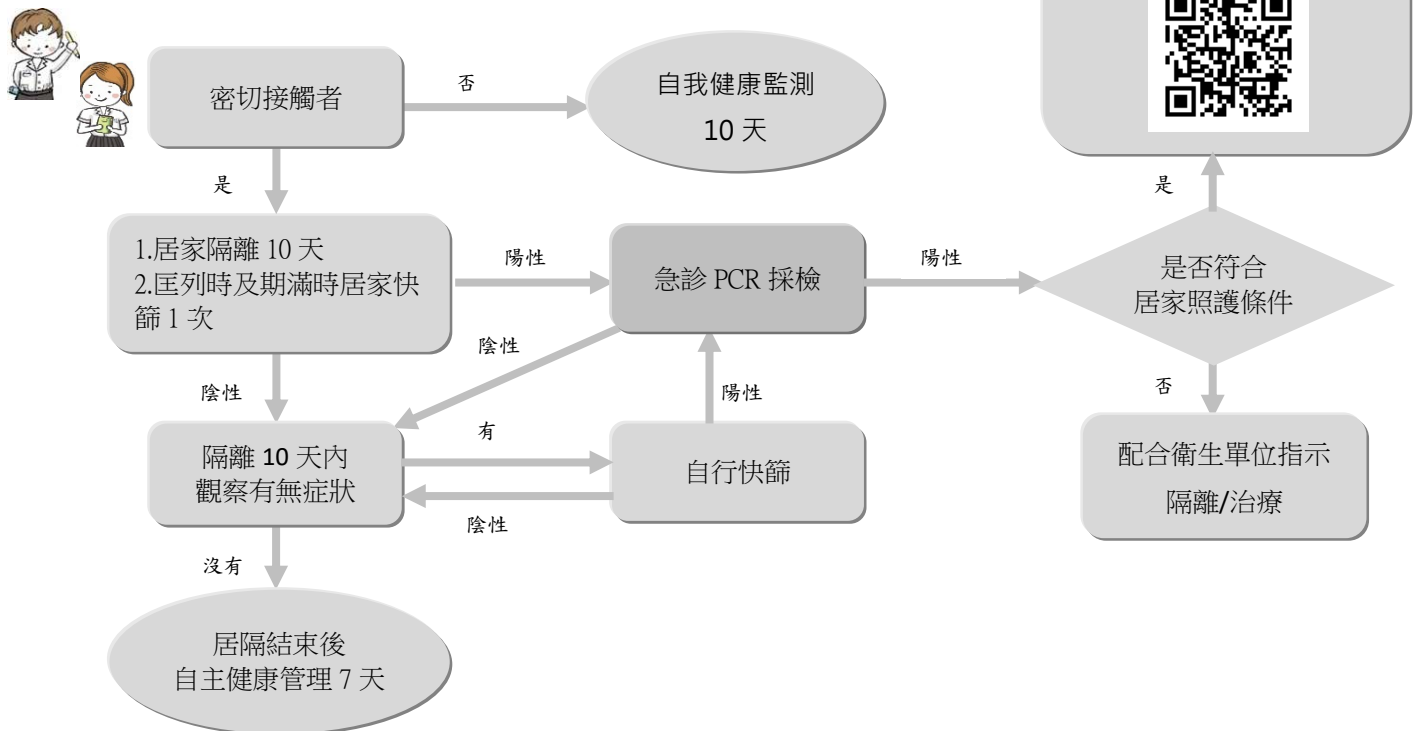 密切接觸者
否
自我健康監測
10 天
是
是
1.居家隔離 10 天
2.匡列時及期滿時居家快
篩 1 次
陽性
急診 PCR 採檢
陽性
是否符合
居家照護條件
陰性
陰性
陽性
否
隔離 10 天內
觀察有無症狀
有
自行快篩
陰性
配合衛生單位指示
隔離/治療
沒有
居隔結束後
自主健康管理 7 天